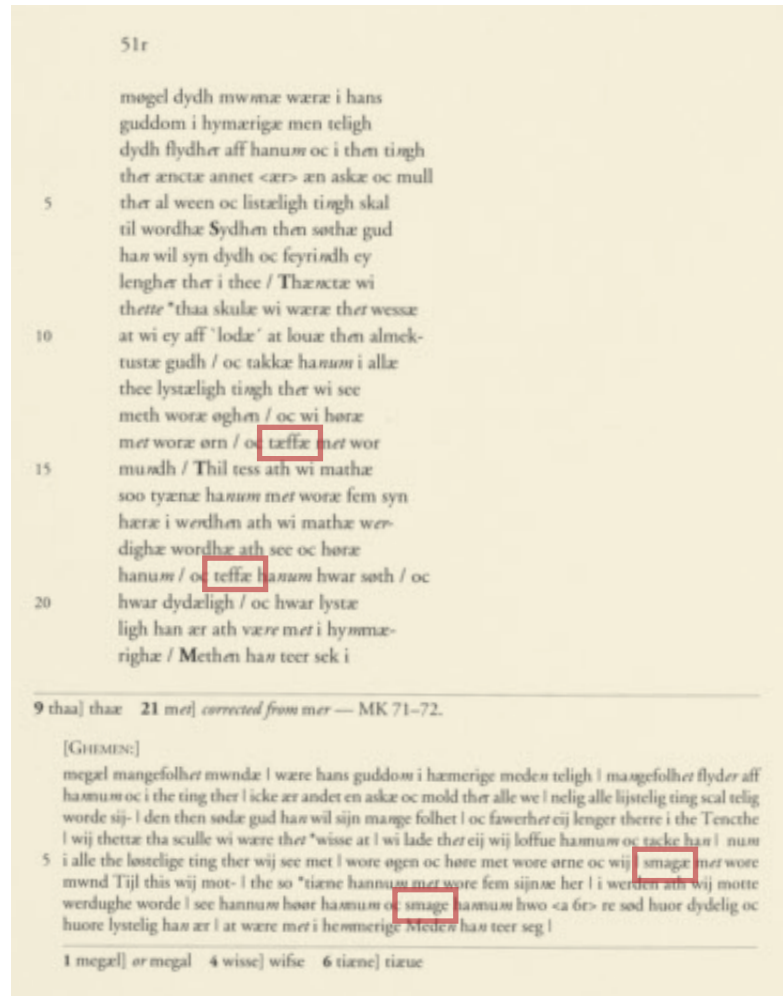 51r
møgel dydh mwnnæ wæræ i hans
guddom i hymærigæ men teligh
dydh flydher aff hanum oc i then tingh
ther ænctæ annet <ær> æn askæ oc mull
5 ther al ween oc listæligh tingh skal
til wordhæ Sydhen then søthæ gud
han wil syn dydh oc feyrindh ey
lengher ther i thee / Thænctæ wi
thette *thaa skulæ wi wæræ thet wessæ
10 at wi ey aff `lodæ´ at louæ then almek-
tustæ gudh / oc takkæ hanum i allæ
thee lystæligh tingh ther wi see
meth woræ øghen / oc wi høræ
met woræ ørn / oc tæffæ met wor
15 mundh / Thil tess ath wi mathæ
soo tyænæ hanum met woræ fem syn
hæræ i werdhen ath wi mathæ wer-
dighæ wordhæ ath see oc høræ
hanum / oc teffæ hanum hwar søth / oc
20 hwar dydæligh / oc hwar lystæ
ligh han ær ath være met i hymmæ-
righæ / Methen han teer sek i
9 thaa] thaæ 21 met] corrected from mer — MK 71–72.
[GHEMEN:]
megæl mangefolhet mwndæ | wære hans guddom i hæmerige meden teligh | mangefolhet flyder aff
hannum oc i the ting ther | icke ær andet en askæ oc mold ther alle we | nelig alle lijstelig ting scal telig
worde sij- | den then sødæ gud han wil sijn mange folhet | oc fawerhet eij lenger therre i the Tencthe
| wij thettæ tha sculle wi wære thet *wisse at | wi lade thet eij wij loffue hannum oc tacke han | num
5 i alle the løstelige ting ther wij see met | wore øgen oc høre met wore ørne oc wij | smagæ met wore
mwnd Tijl this wij mot- | the so *tiæne hannum met wore fem sijnne her | i werden ath wij motte
werdughe worde | see hannum høør hannum oc smage hannum hwo <a 6r> re sød huor dydelig oc
huore lystelig han ær | at wære met i hemmerige Meden han teer seg |
1 megæl] or megal 4 wisse] wifse 6 tiæne] tiæue